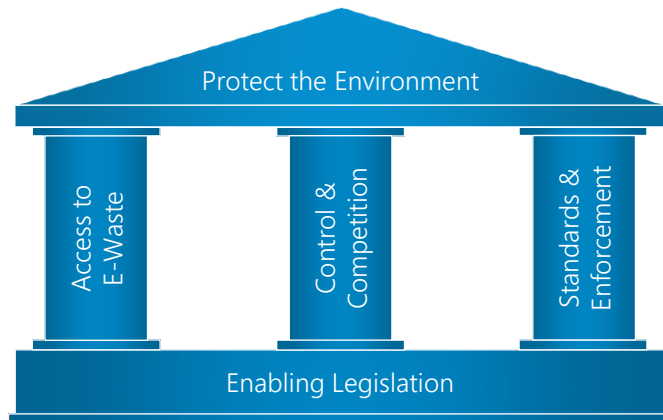 Protect the Environment
Access to
E-Waste
Control &
Competition
Standards &
Enforcement
Enabling Legislation